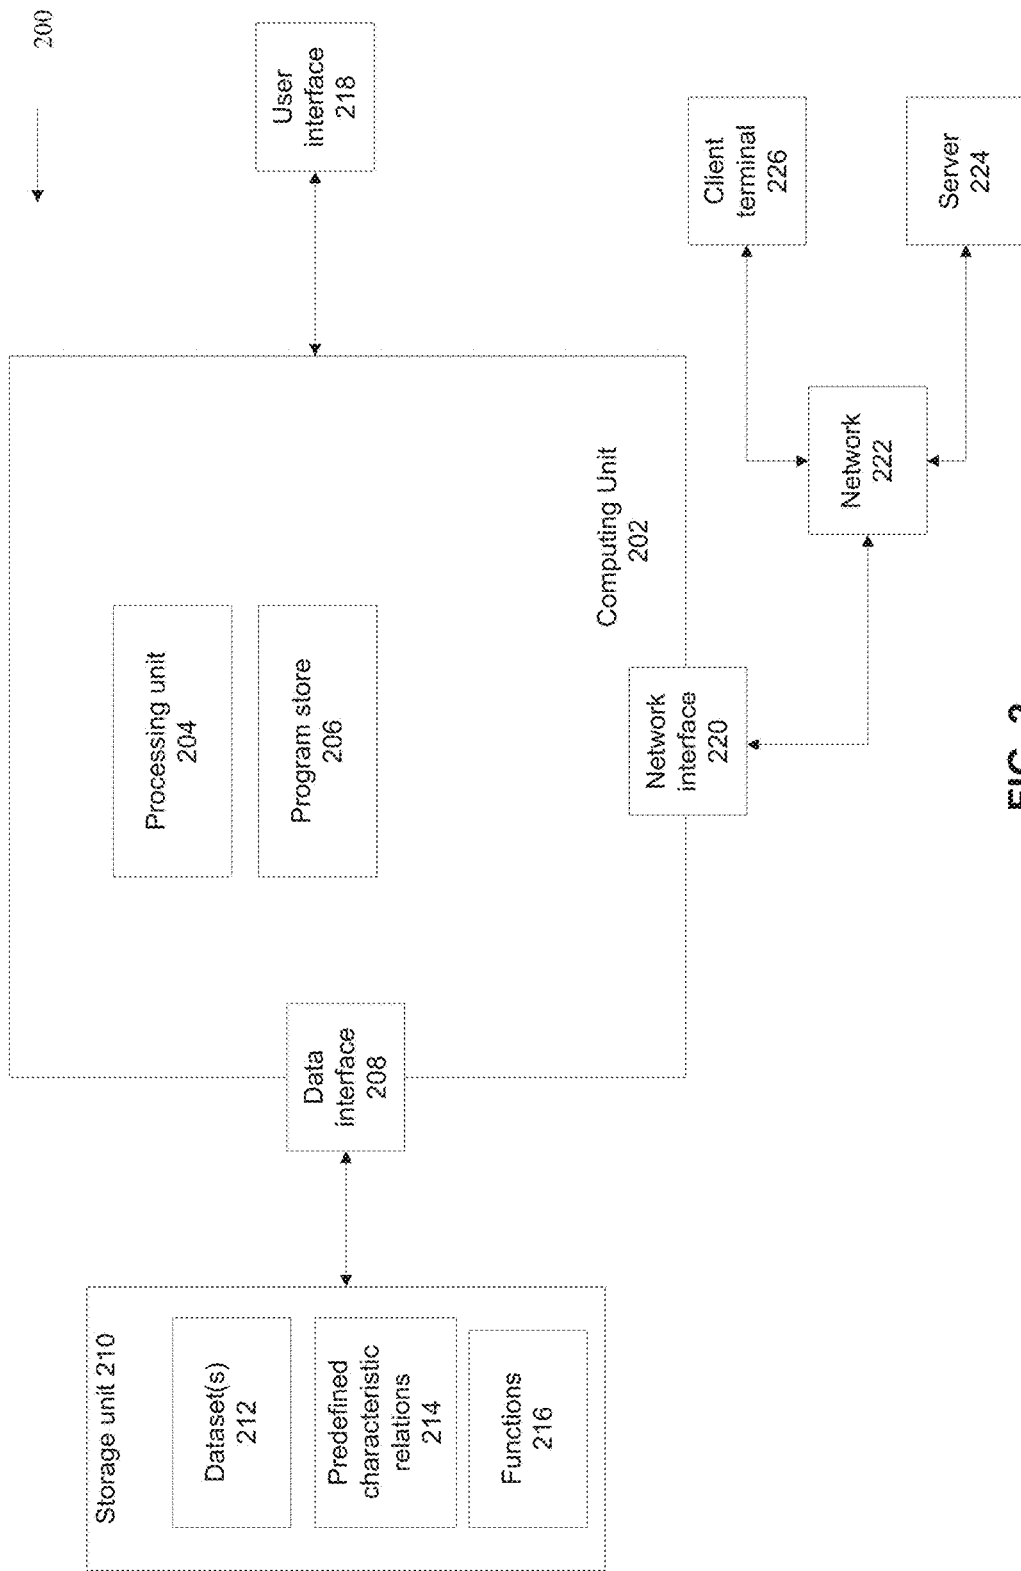 200
Storage unit 210
Dataset(s)
212
Predefined
characteristic
relations
214
Functions
216
Data
interface
208
Processing unit
204
Program store
206
Computing Unit
202
Network
interface
220
User
interface
218
Network
222
Client
terminal
226
Server
224
FIG.